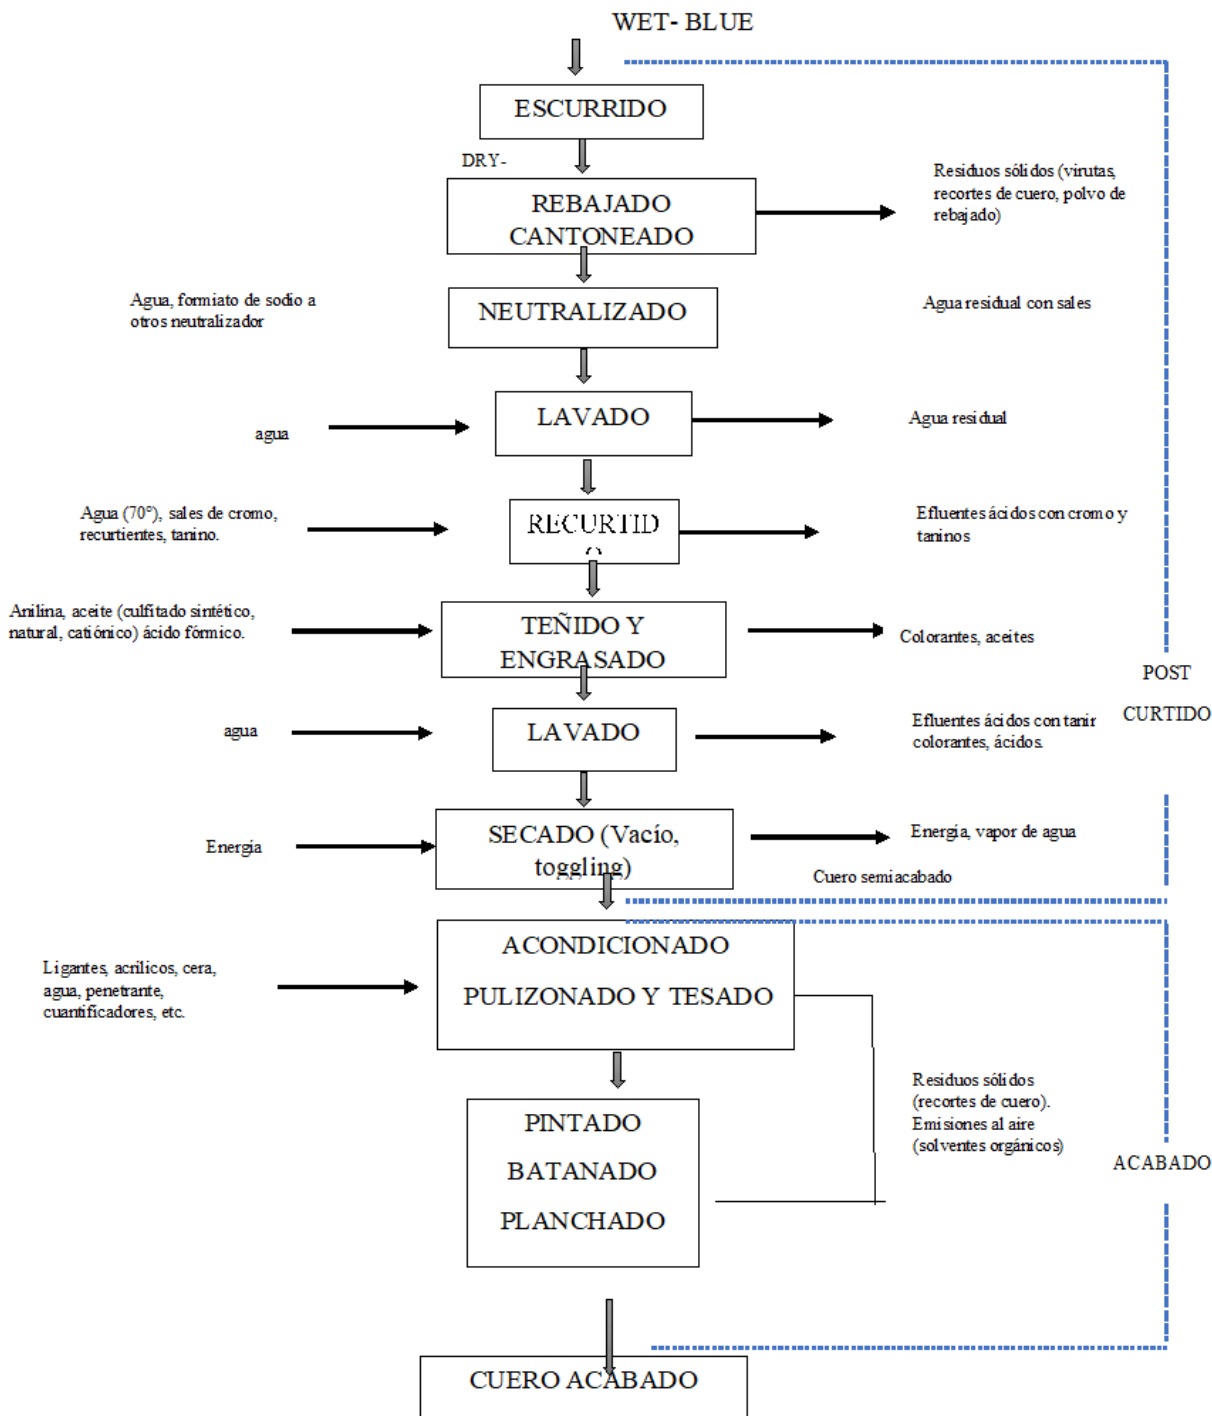 WET- BLUE
ESCURRIDO
DRY-
REBAJADO
CANTONEADO
Residuos sólidos (virutas,
recortes de cuero, polvo de
rebajado)
Agua, formiato de sodio a
otros neutralizador
NEUTRALIZADO
Agua residual con sales
agua
LAVADO
Agua residual
Agua (70°), sales de cromo,
recurtientes, tanino.
RECURTID
O
Efluentes ácidos con cromo y
taninos
Anilina, aceite (culfitado sintético,
natural, catiónico) ácido fórmico.
TEÑIDO Y
ENGRASADO
Colorantes, aceites
POST
CURTIDO
agua
LAVADO
Efluentes ácidos con tanir
colorantes, ácidos.
Energía
SECADO (Vacío,
toggling)
Energia, vapor de agua
Cuero semiacabado
Ligantes, acrílicos, cera,
agua, penetrante,
cuantificadores, etc.
ACONDICIONADO
PULIZONADO Y TESADO
Residuos sólidos
(recortes de cuero).
Emisiones al aire
(solventes orgánicos)
ACABADO
PINTADO
BATANADO
PLANCHADO
CUERO ACABADO